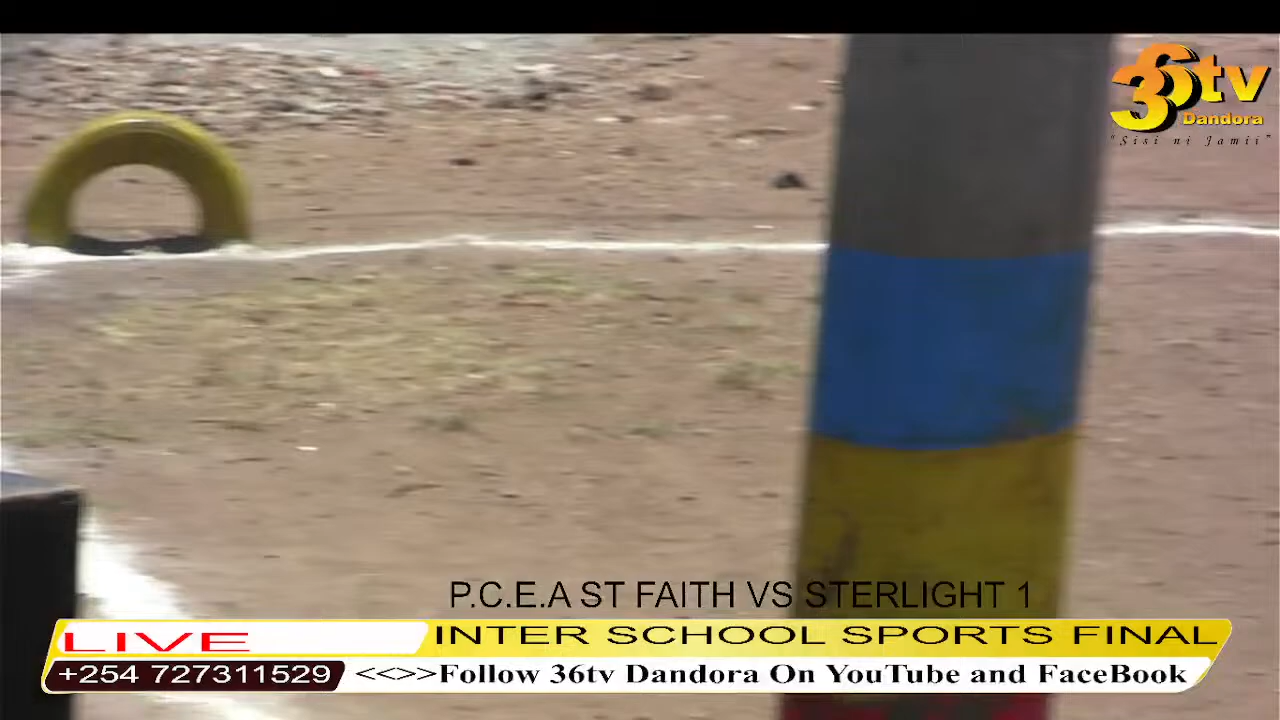 36tv
Dandora
"Sisi ni Jamii"
P.C.E.A ST FAITH VS STERLIGHT 1
LIVE
INTER SCHOOL SPORTS FINAL
+254 727311529
<<>>Follow 36tv Dandora On YouTube and FaceBook